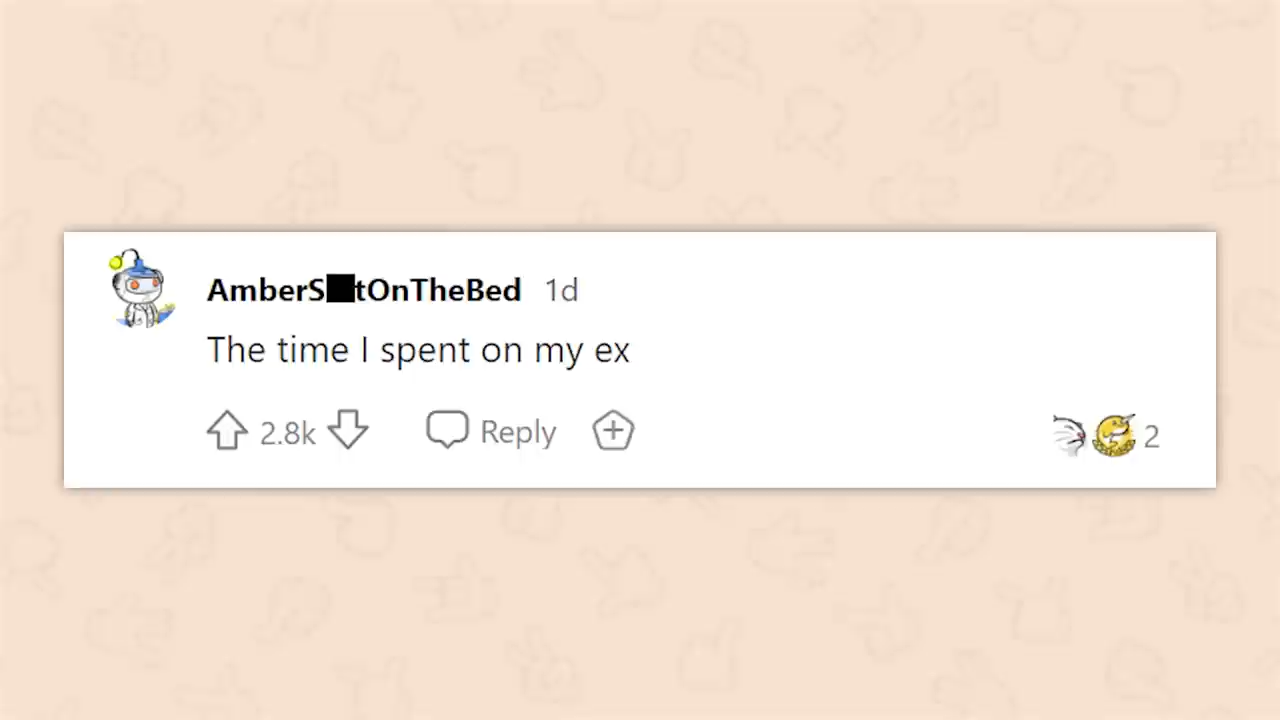 AmberS■tOnTheBed 1d
The time I spent on my ex
2.8k Reply 2